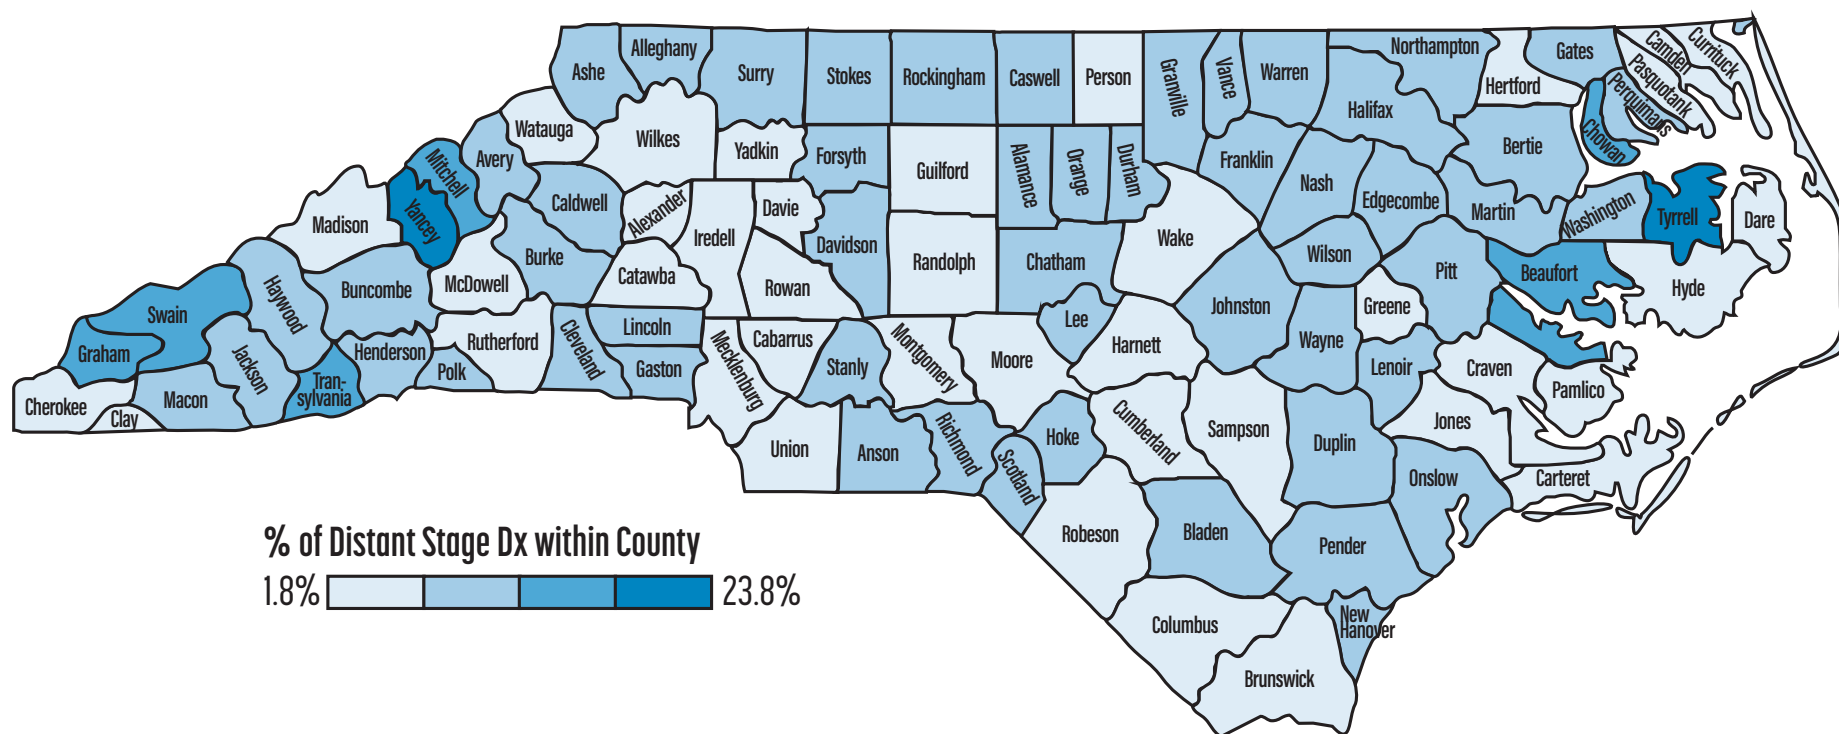 Ashe
Alleghany
Surry
Stokes
Rockingham
Caswell
Person
Granville
Vance
Warren
Northampton
Hertford
Gates
Camden
Currituck
Pasquotank
Perquimans
Chowan
Halifax
Bertie
Watauga
Wilkes
Yadkin
Forsyth
Guilford
Alamance
Orange
Durham
Franklin
Nash
Edgecombe
Martin
Washington
Tyrrell
Dare
Mitchell
Avery
Caldwell
Alexander
Iredell
Davie
Davidson
Randolph
Chatham
Wake
Wilson
Pitt
Beaufort
Hyde
Madison
Yancey
McDowell
Burke
Catawba
Rowan
Johnston
Greene
Swain
Haywood
Buncombe
Rutherford
Cleveland
Lincoln
Gaston
Mecklenburg
Cabarrus
Stanly
Montgomery
Moore
Lee
Harnett
Wayne
Lenoir
Craven
Pamlico
Graham
Jackson
Henderson
Polk
Cherokee
Clay
Macon
Tran-
sylvania
Union
Anson
Richmond
Scotland
Hoke
Cumberland
Sampson
Duplin
Jones
Onslow
Carteret
Robeson
Bladen
Pender
Columbus
Brunswick
New
Hanover
% of Distant Stage Dx within County
1.8% 23.8%